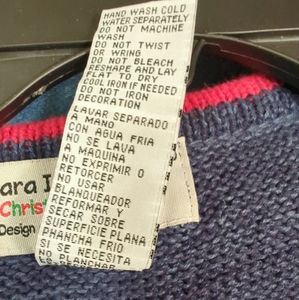 HAND WASH COLD
WATER SEPARATELY
DO NOT MACHINE
WASH
DO NOT TWIST
OR WRING
DO NOT BLEACH
RESHAPE AND LAY
FLAT TO DRY
COOL IRON IF NEEDED
DO NOT IRON
DECORATION
LAVAR SEPARADO
A MANO
CON AGUA FRIA
NO SE LAVA
A MAQUINA
NO EXPRIMIR O
RETORCER
NO USAR
BLANQUEADOR
REFORMAR Y
SECAR SOBRE
SUPERFICIE PLANA
PHANCHA FRIO
SI SE NECESITA
NO PLANCHAR
ara
Chris
Design